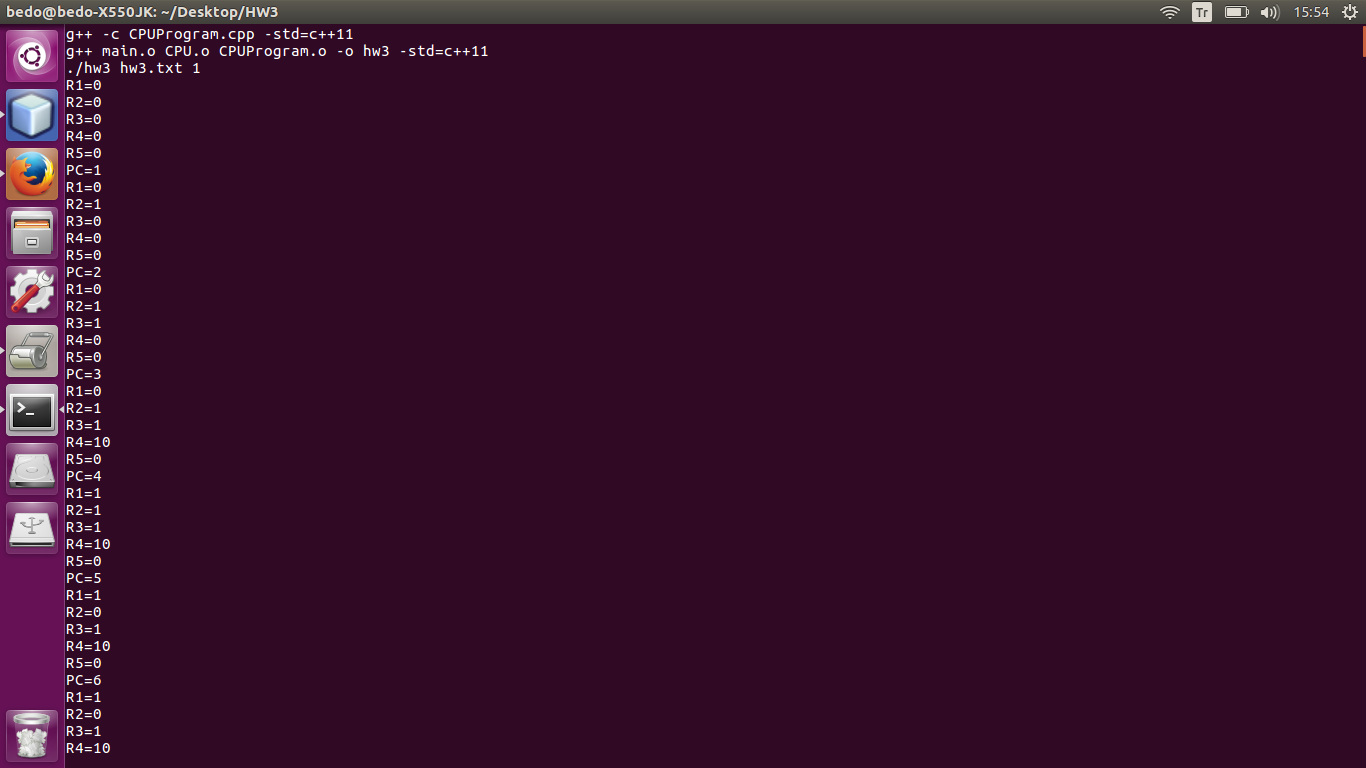 bedo@bedo-X550JK: ~/Desktop/HW3
Tr
15:54
g++ -c CPUProgram.cpp -std=c++11
g++ main.o CPU.o CPUProgram.o -o hw3 -std=c++11
./hw3 hw3.txt 1
R1=0
R2=0
R3=0
R4=0
R5=0
PC=1
R1=0
R2=1
R3=0
R4=0
R5=0
PC=2
R1=0
R2=1
R3=1
R4=0
R5=0
PC=3
R1=0
R2=1
R3=1
R4=10
R5=0
PC=4
R1=1
R2=1
R3=1
R4=10
R5=0
PC=5
R1=1
R2=0
R3=1
R4=10
R5=0
PC=6
R1=1
R2=0
R3=1
R4=10